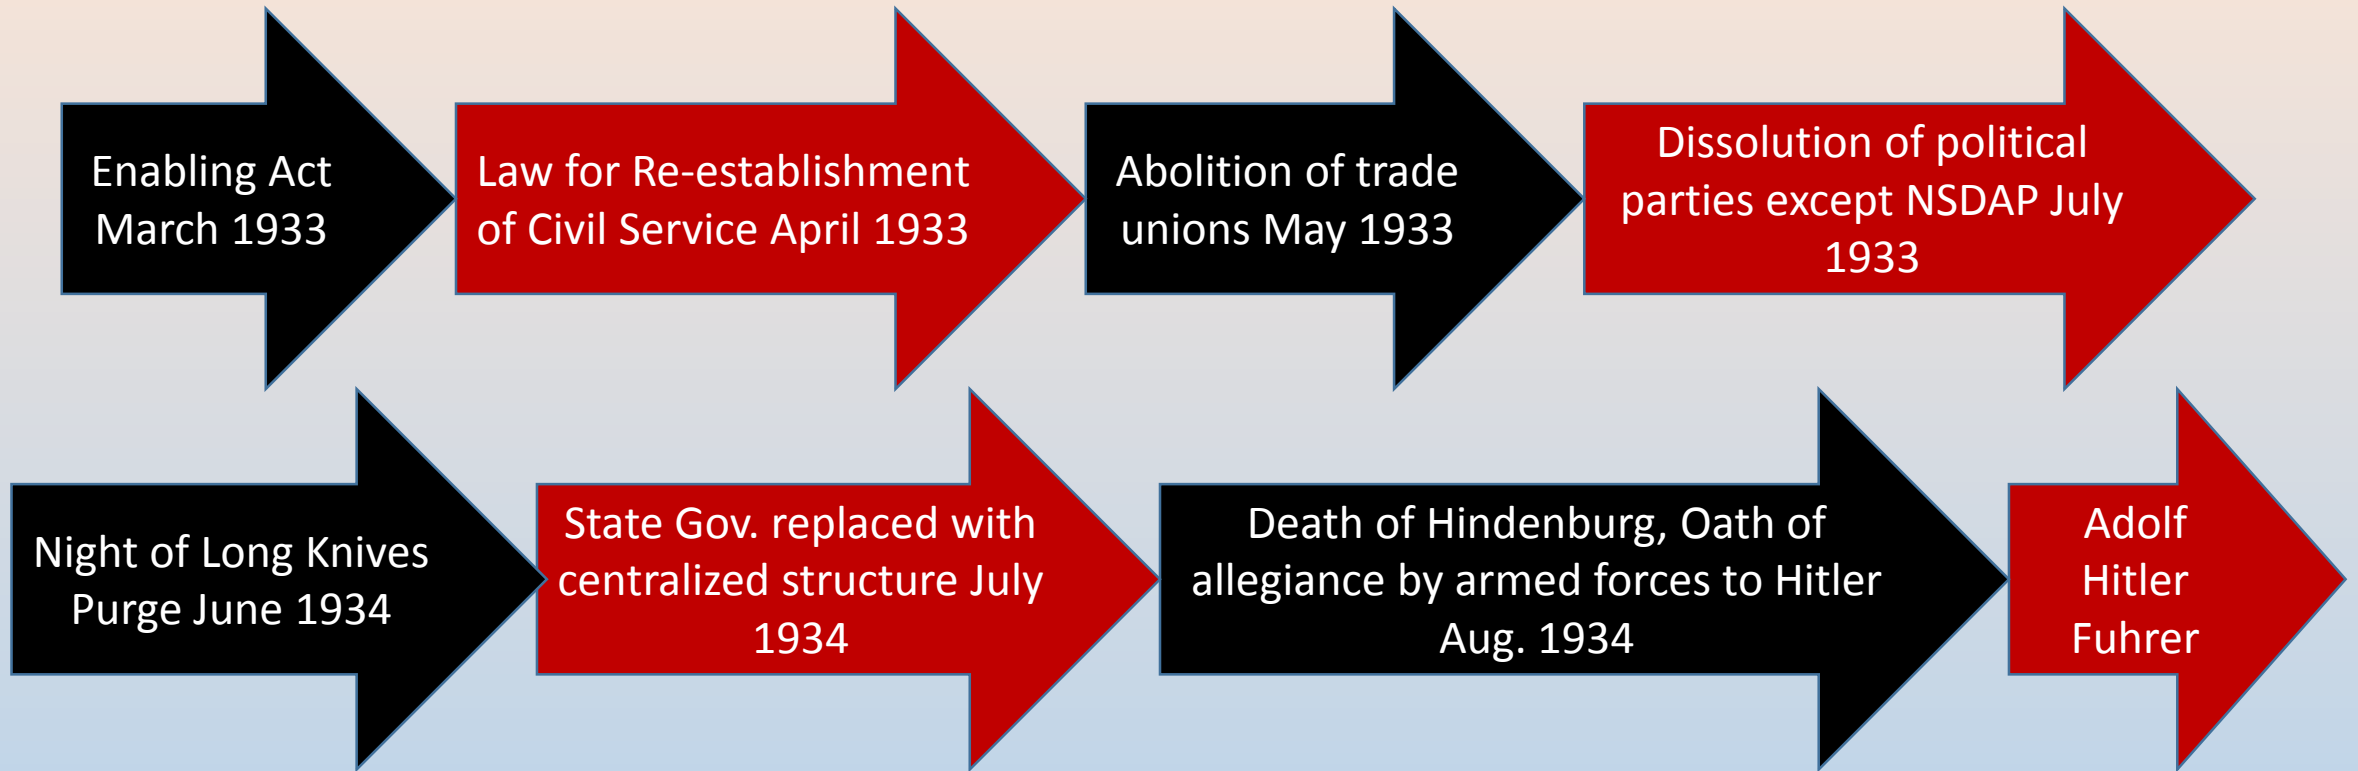 Enabling Act
March 1933
Law for Re-establishment
of Civil Service April 1933
Abolition of trade
unions May 1933
Dissolution of political
parties except NSDAP July
1933
Night of Long Knives
Purge June 1934
State Gov. replaced with
centralized structure July
1934
Death of Hindenburg, Oath of
allegiance by armed forces to Hitler
Aug. 1934
Adolf
Hitler
Fuhrer